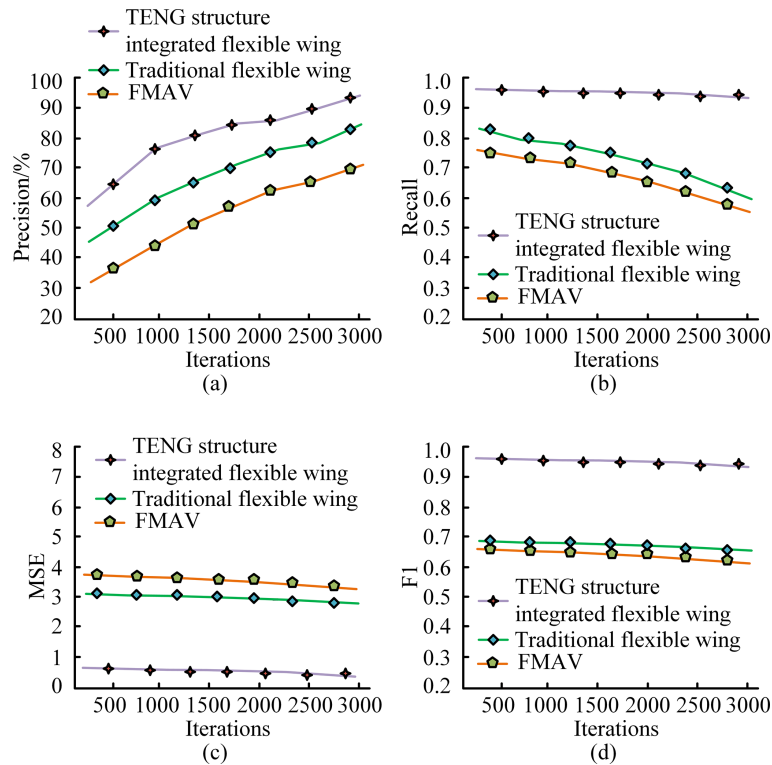 TENG structure
integrated flexible wing
Traditional flexible wing
FMAV
100
90
80
70
60
50
40
30
20
Precision/%
500 1000 1500 2000 2500 3000
Iterations
(a)
1.0
0.9
0.8
0.7
0.6
0.5
0.4
0.3
0.2
Recall
TENG structure
integrated flexible wing
Traditional flexible wing
FMAV
500 1000 1500 2000 2500 3000
Iterations
(b)
8
7
6
5
4
3
2
1
0
MSE
TENG structure
integrated flexible wing
Traditional flexible wing
FMAV
500 1000 1500 2000 2500 3000
Iterations
(c)
1.0
0.9
0.8
0.7
0.6
0.5
0.4
0.3
0.2
F1
TENG structure
integrated flexible wing
Traditional flexible wing
FMAV
500 1000 1500 2000 2500 3000
Iterations
(d)